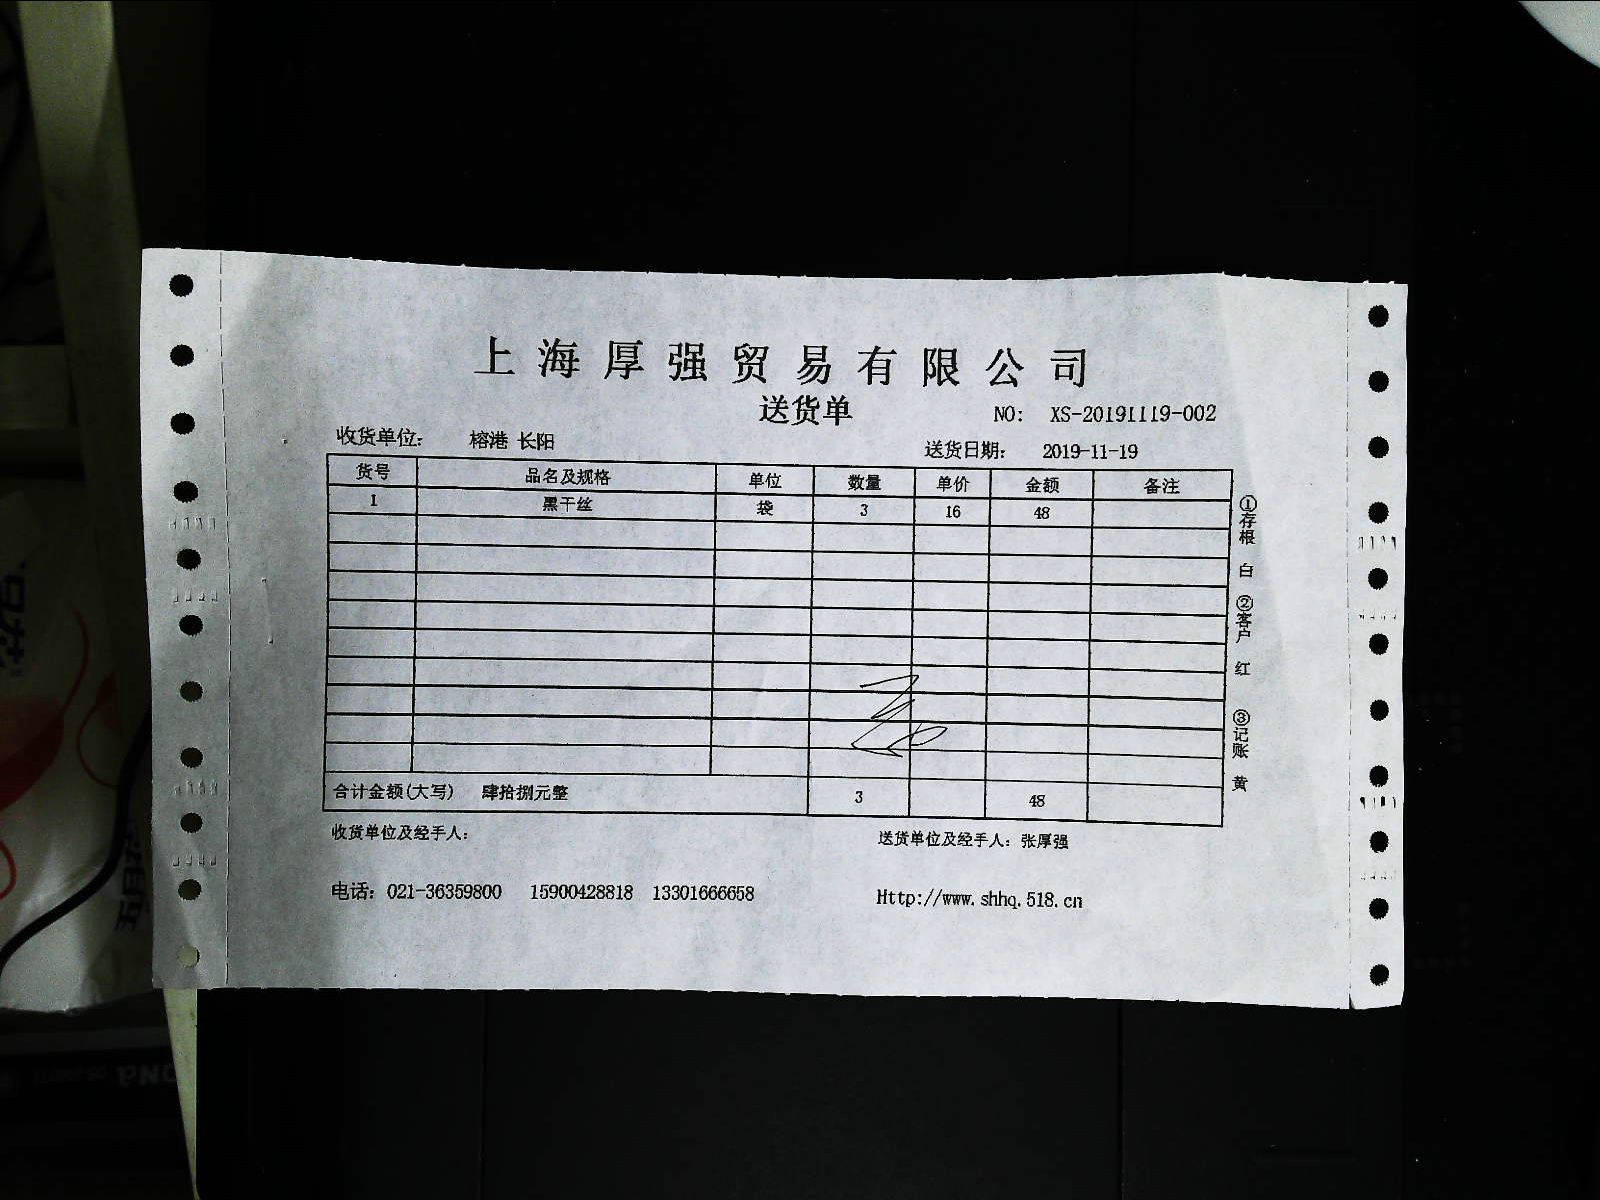 上海厚强贸易有限公司
送货单
NO: XS-20191119-002
收货单位: 榕港 长阳 送货日期: 2019-11-19
货号 品名及规格 单位 数量 单价 金额 备注
1 黑干丝 袋 3 16 48
合计金额(大写) 肆拾捌元整 3 48
收货单位及经手人: 送货单位及经手人: 张厚强
电话: 021-36359800 15900428818 13301666658 Http://www.shhq.518.cn
①存根 白 ②客户 红 ③记账 黄